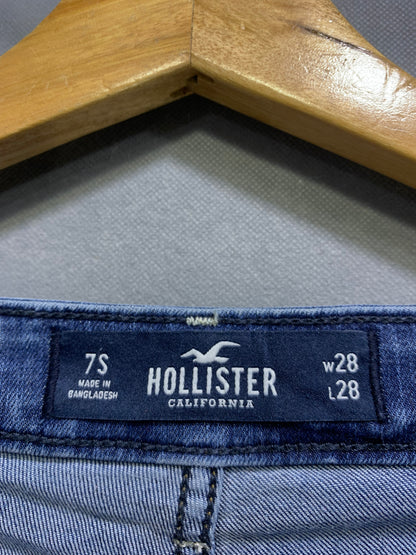 7S
MADE IN
BANGLADESH
HOLLISTER
CALIFORNIA
W28
L28